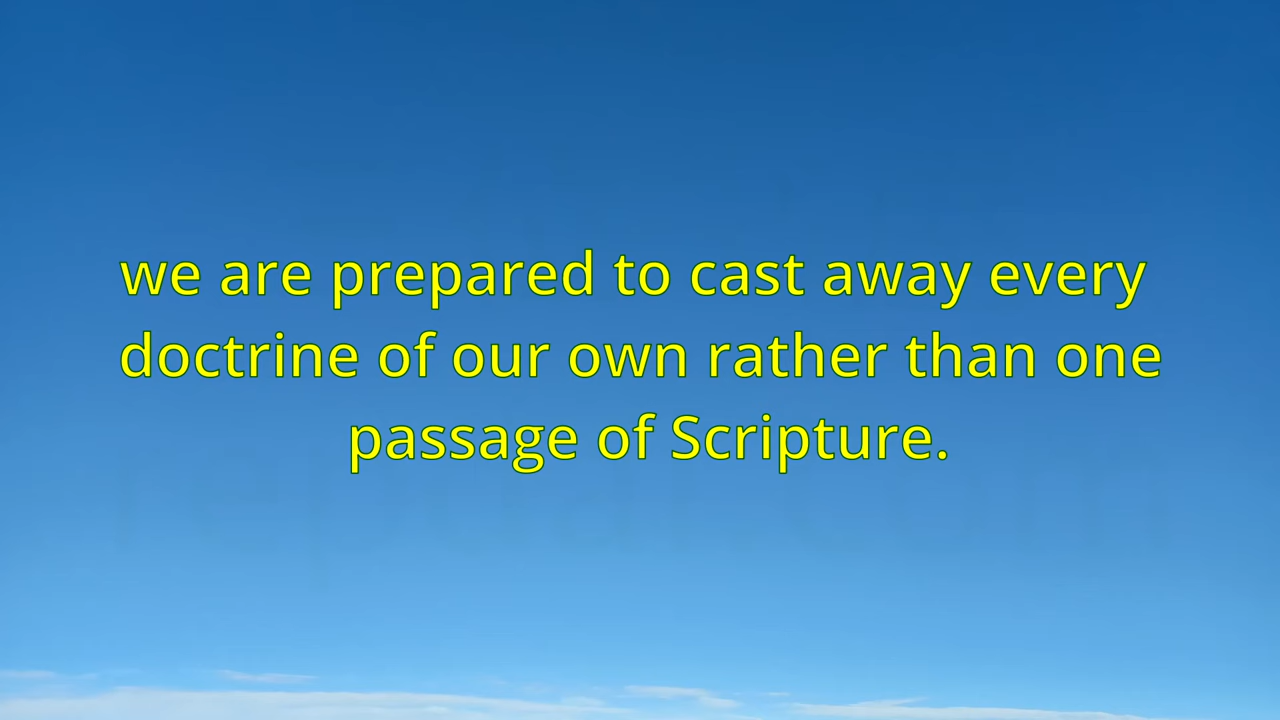 we are prepared to cast away every
doctrine of our own rather than one
passage of Scripture.